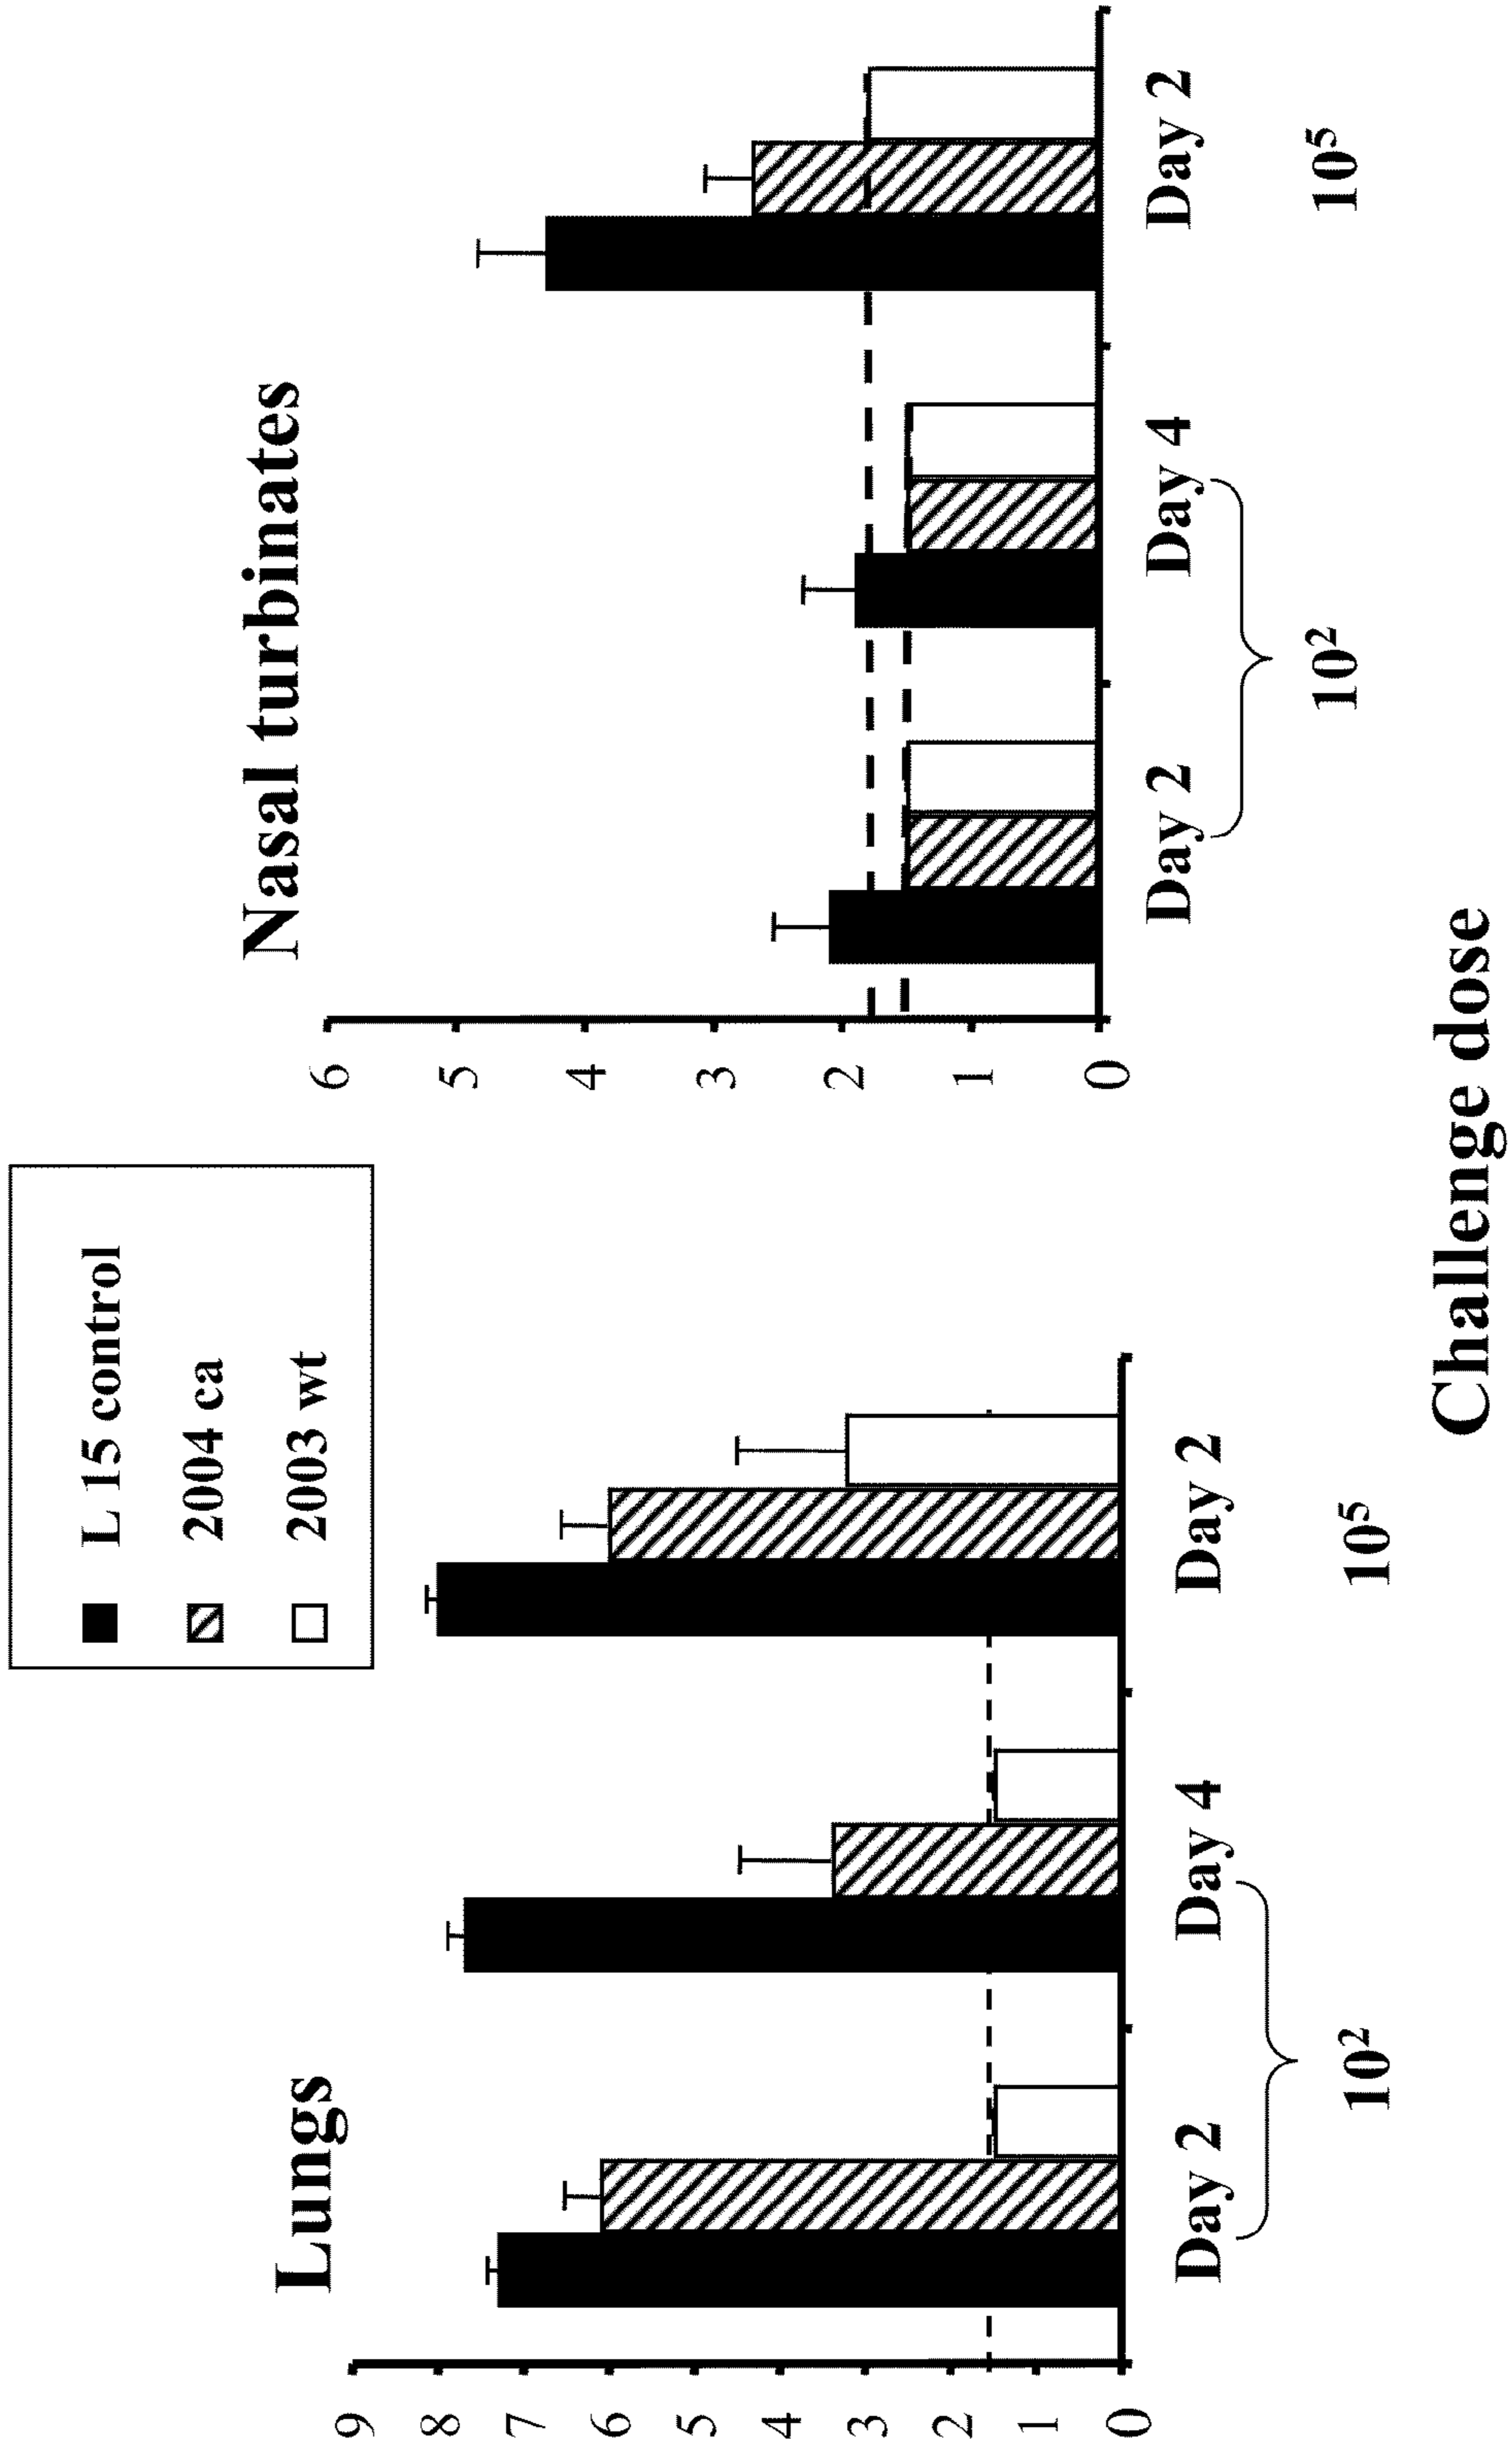 L 15 control
2004 ca
2003 wt
Lungs
9
8
7
6
5
4
3
2
1
0
Day 2
Day 4
Day 2
10²
10⁵
Nasal turbinates
6
5
4
3
2
1
0
Day 2
Day 4
Day 2
10²
10⁵
Challenge dose